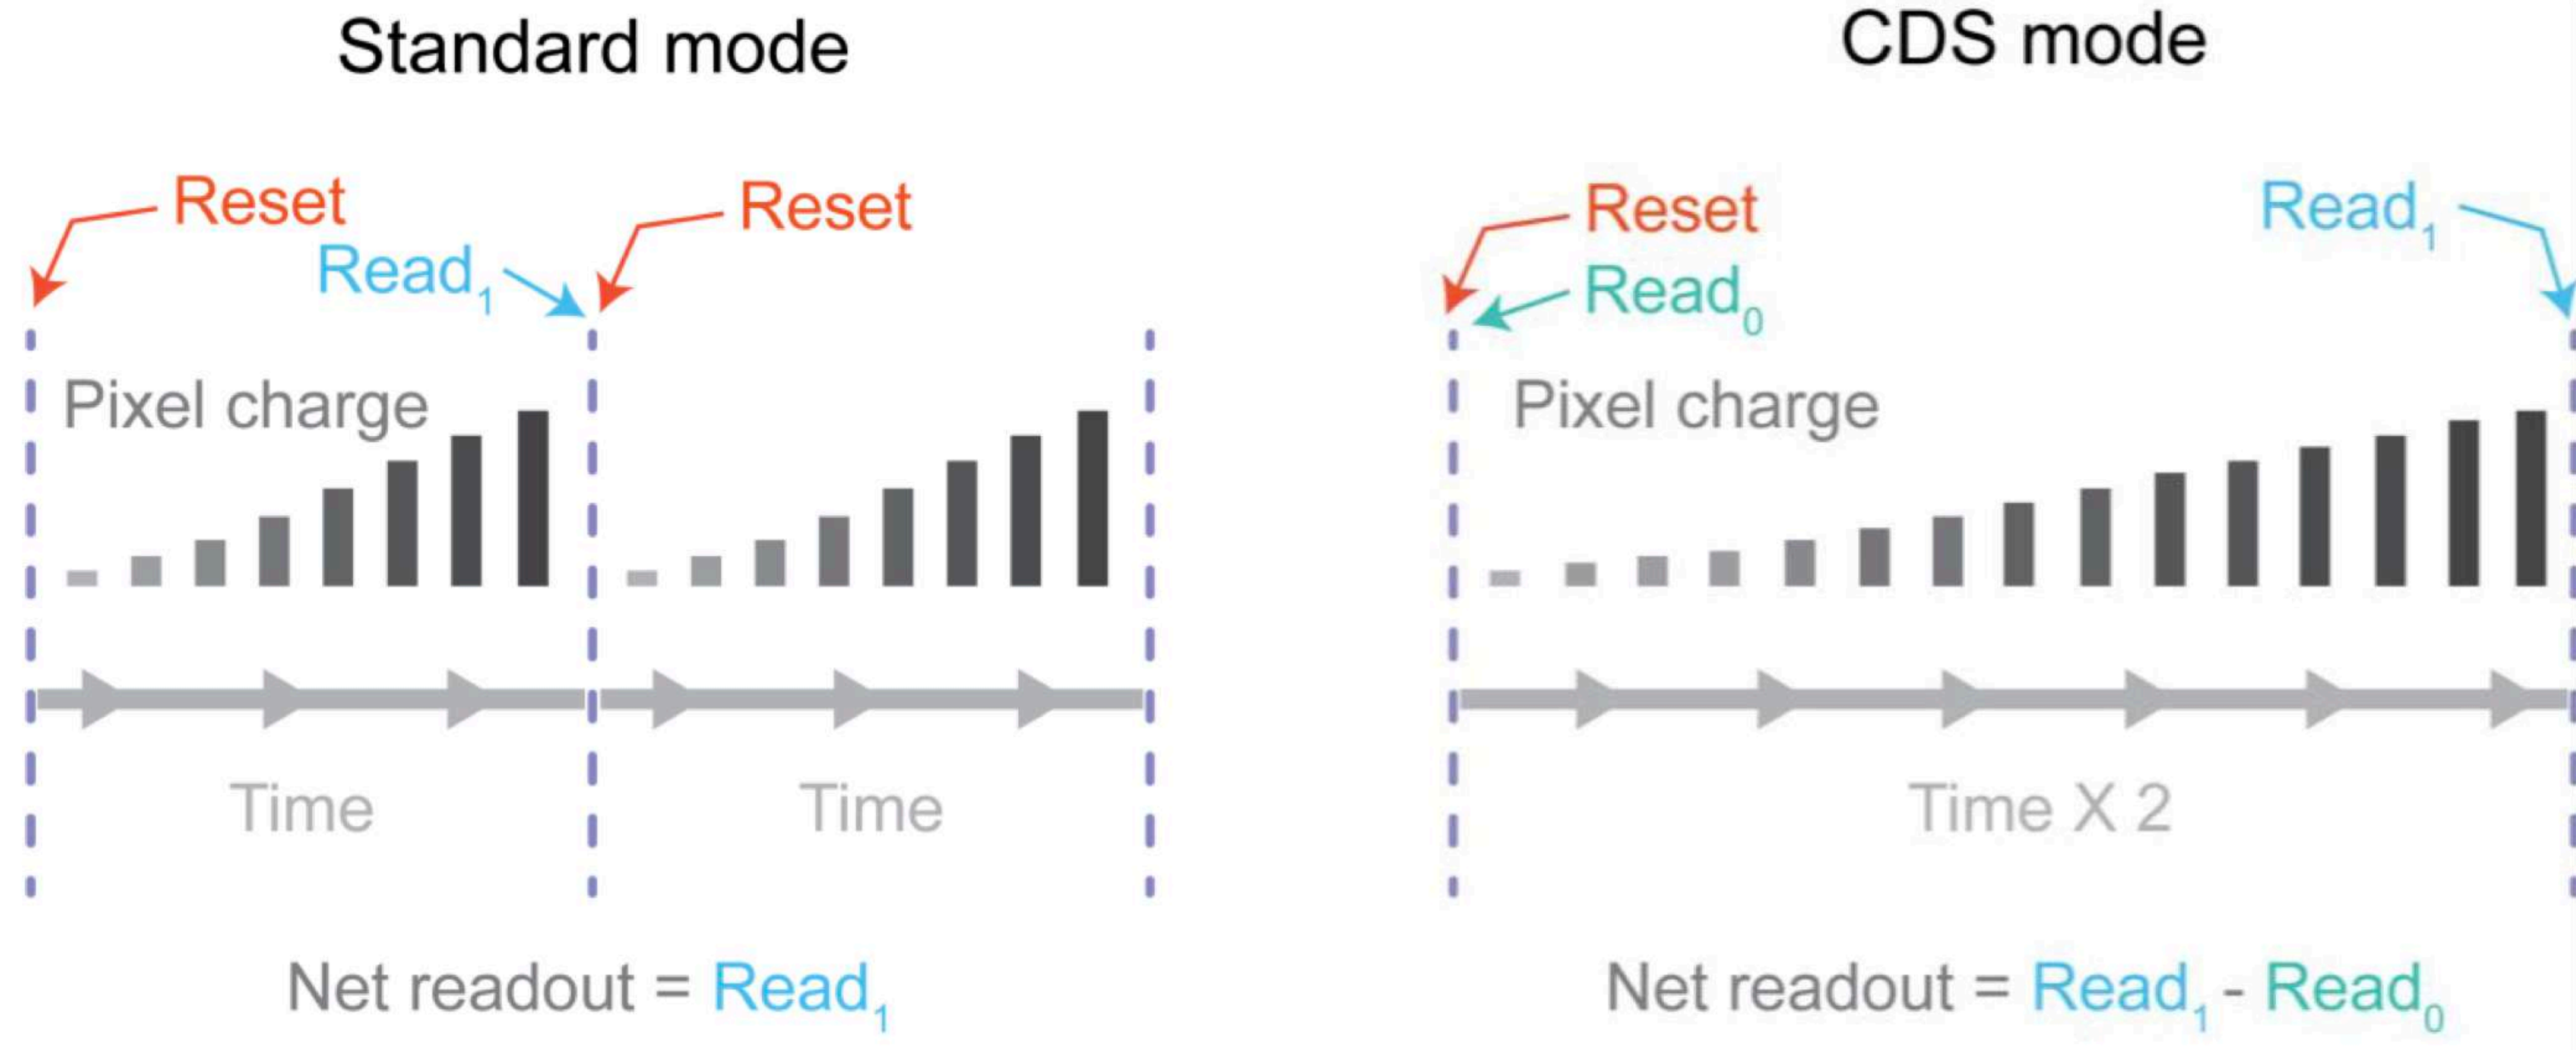 Standard mode
Reset
Read1
Reset
Pixel charge
Time
Time
Net readout = Read1
CDS mode
Reset
Read0
Read1
Pixel charge
Time X 2
Net readout = Read1 - Read0